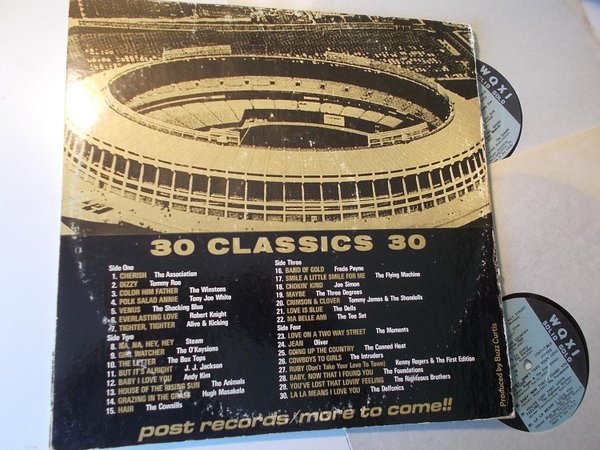 30 CLASSICS 30
Side One
1. CHERISH The Association
2. DIZZY Tommy Roe
3. COLOR HIM FATHER The Winstons
4. POLK SALAD ANNIE Tony Joe White
5. VENUS The Shocking Blue
6. EVERLASTING LOVE Robert Knight
7. TIGHTER, TIGHTER Alive & Kicking
Side Two
8. NA, NA, HEY, HEY Steam
9. GIRL WATCHER The O'Kaysions
10. THE LETTER The Box Tops
11. BUT IT'S ALRIGHT J. J. Jackson
12. BABY I LOVE YOU Andy Kim
13. HOUSE OF THE RISING SUN The Animals
14. GRAZING IN THE GRASS Hugh Masakela
15. HAIR The Cowsills
Side Three
16. BAND OF GOLD Freda Payne
17. SMILE A LITTLE SMILE FOR ME The Flying Machine
18. CHOKIN' KIND Joe Simon
19. MAYBE The Three Degrees
20. CRIMSON & CLOVER Tommy James & The Shondells
21. LOVE IS BLUE The Dells
22. MA BELLE AMI The Tee Set
Side Four
23. LOVE ON A TWO WAY STREET The Moments
24. JEAN Oliver
25. GOING UP THE COUNTRY The Canned Heat
26. COWBOYS TO GIRLS The Intruders
27. RUBY (Don't Take Your Love To Town) Kenny Rogers & The First Edition
28. BABY, NOW THAT I FOUND YOU The Foundations
29. YOU'VE LOST THAT LOVIN' FEELING The Righteous Brothers
30. LA LA MEANS I LOVE YOU The Delfonics
post records/more to come!!
Produced by Buzz Curtis
WQXI
SOLID GOLD
WQXI
SOLID GOLD